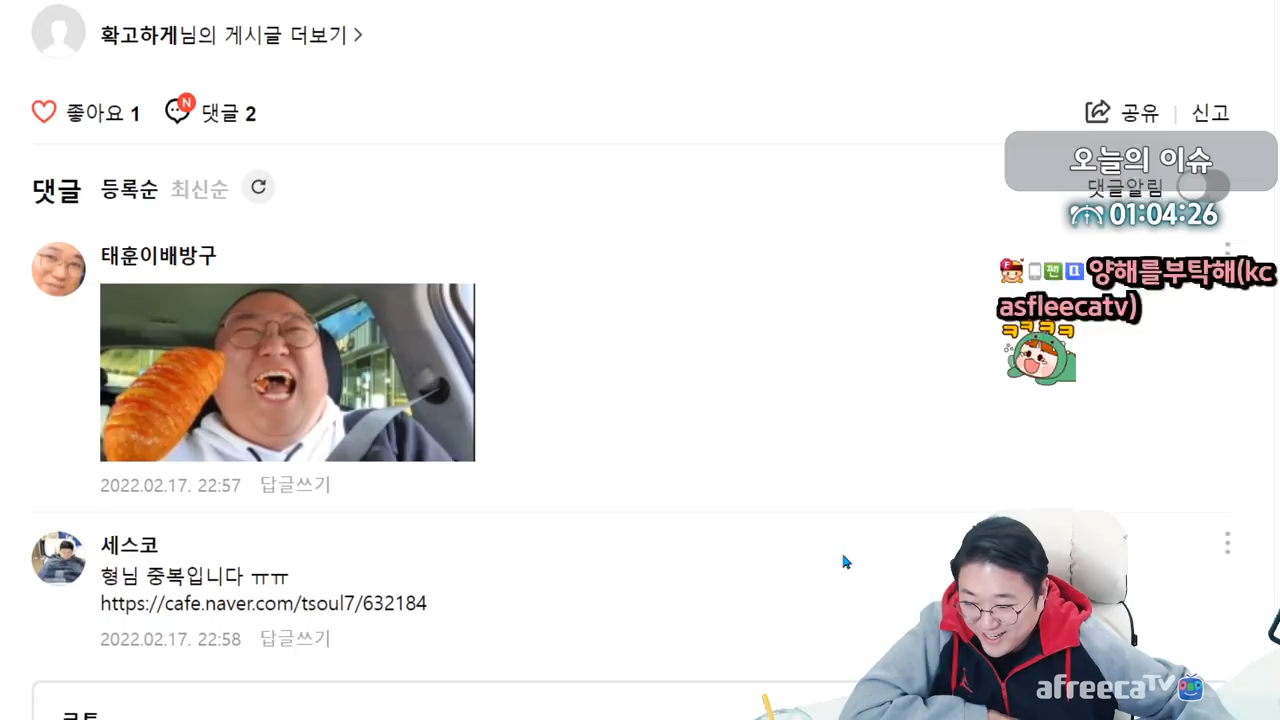 확고하게님의 게시글 더보기 >
좋아요 1
N
댓글 2
공유
신고
오늘의 이슈
댓글 등록순 최신순
댓글알림
01:04:26
태훈이배방구
팬
양해를부탁해(kc
asfleecatv)
ㅋㅋㅋㅋ
2022.02.17. 22:57 답글쓰기
세스코
형님 중복입니다 ㅠㅠ
https://cafe.naver.com/tsoul7/632184
2022.02.17. 22:58 답글쓰기
afreecaTV